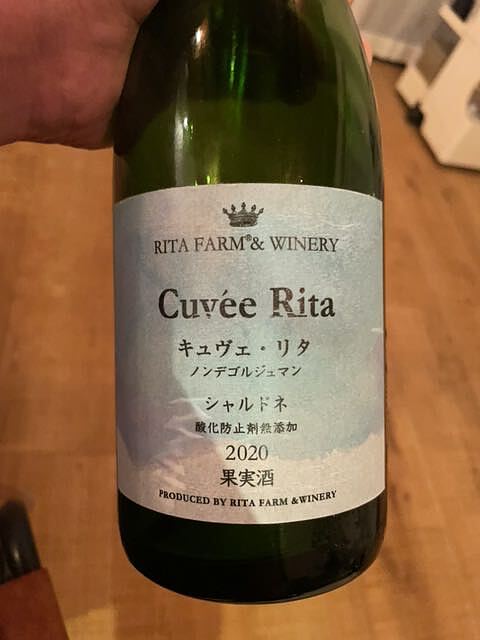 RITA FARM® & WINERY
Cuvée Rita
キュヴェ・リタ
ノンデゴルジュマン
シャルドネ
酸化防止剤無添加
2020
果実酒
PRODUCED BY RITA FARM &WINERY